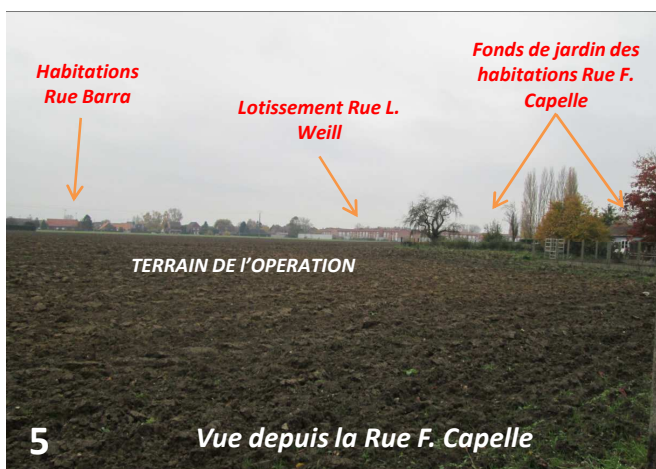 Habitations
Rue Barra
Lotissement Rue L.
Weill
Fonds de jardin des
habitations Rue F.
Capelle
TERRAIN DE l'OPERATION
5
Vue depuis la Rue F. Capelle